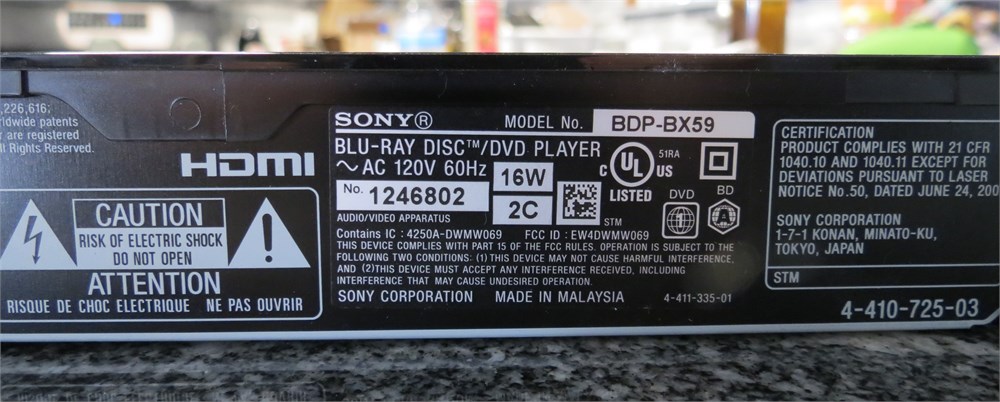 ,226,616;
rldwide patents
r are registered
ll Rights Reserved.
HDMI
CAUTION
RISK OF ELECTRIC SHOCK
DO NOT OPEN
ATTENTION
RISQUE DE CHOC ELECTRIQUE NE PAS OUVRIR
SONY® MODEL No. BDP-BX59
BLU-RAY DISC™/DVD PLAYER
~ AC 120V 60Hz 16W
No. 1246802 2C
AUDIO/VIDEO APPARATUS STM
C UL US 51RA
LISTED
DVD BD
A
Contains IC : 4250A-DWMW069 FCC ID : EW4DWMW069
THIS DEVICE COMPLIES WITH PART 15 OF THE FCC RULES. OPERATION IS SUBJECT TO THE
FOLLOWING TWO CONDITIONS: (1) THIS DEVICE MAY NOT CAUSE HARMFUL INTERFERENCE,
AND (2) THIS DEVICE MUST ACCEPT ANY INTERFERENCE RECEIVED, INCLUDING
INTERFERENCE THAT MAY CAUSE UNDESIRED OPERATION.
SONY CORPORATION MADE IN MALAYSIA 4-411-335-01
CERTIFICATION
PRODUCT COMPLIES WITH 21 CFR
1040.10 AND 1040.11 EXCEPT FOR
DEVIATIONS PURSUANT TO LASER
NOTICE No.50, DATED JUNE 24, 200
SONY CORPORATION
1-7-1 KONAN, MINATO-KU,
TOKYO, JAPAN
STM
4-410-725-03